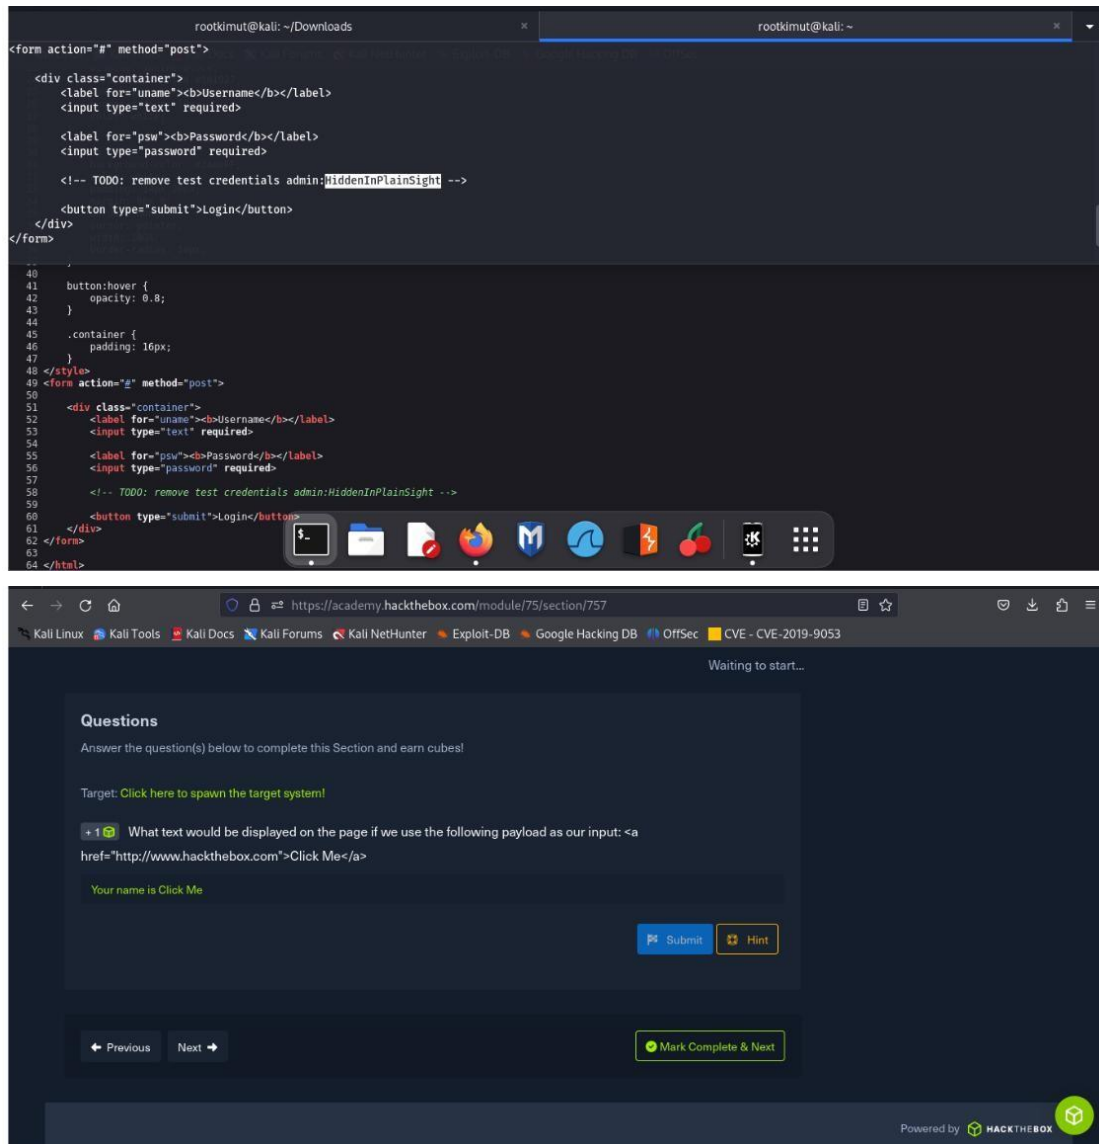 rootkimut@kali: ~/Downloads
rootkimut@kali: ~
<form action="#" method="post">
<div class="container">
<label for="uname"><b>Username</b></label>
<input type="text" required>
<label for="psw"><b>Password</b></label>
<input type="password" required>
<!-- TODO: remove test credentials admin:HiddenInPlainSight -->
<button type="submit">Login</button>
</div>
</form>
40
41 button:hover {
42 opacity: 0.8;
43 }
44
45 .container {
46 padding: 16px;
47 }
48 </style>
49 <form action="#" method="post">
50
51 <div class="container">
52 <label for="uname"><b>Username</b></label>
53 <input type="text" required>
54
55 <label for="psw"><b>Password</b></label>
56 <input type="password" required>
57
58 <!-- TODO: remove test credentials admin:HiddenInPlainSight -->
59
60 <button type="submit">Login</button>
61 </div>
62 </form>
63
64 </html>
https://academy.hackthebox.com/module/75/section/757
Kali Linux Kali Tools Kali Docs Kali Forums Kali NetHunter Exploit-DB Google Hacking DB OffSec CVE - CVE-2019-9053
Waiting to start...
Questions
Answer the question(s) below to complete this Section and earn cubes!
Target: Click here to spawn the target system!
+ 1 What text would be displayed on the page if we use the following payload as our input: <a
href="http://www.hackthebox.com">Click Me</a>
Your name is Click Me
Submit Hint
Previous Next Mark Complete & Next
Powered by HACKTHEBOX